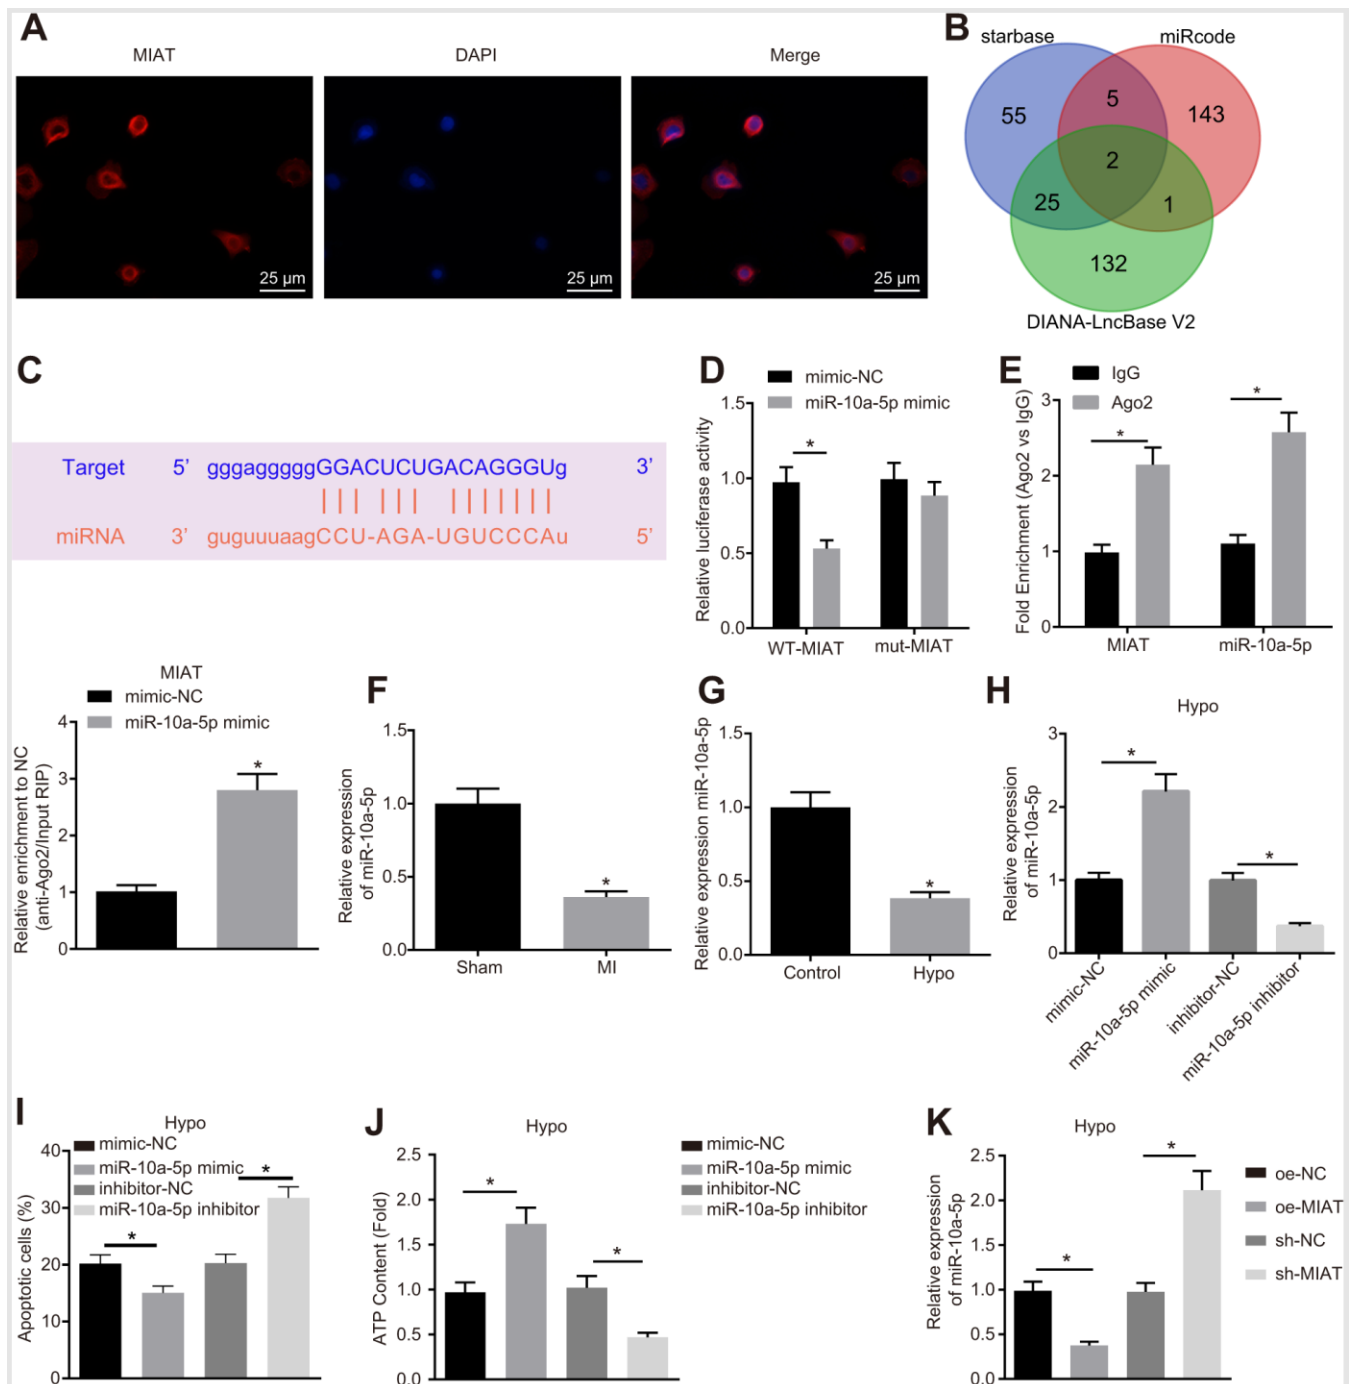 A
MIAT
DAPI
Merge
25 µm
25 µm
25 µm
B
starbase
miRcode
55
5
143
2
25
1
132
DIANA-LncBase V2
C
Target 5’ gggagggggGGACUCUGACAGGGUg 3’
miRNA 3’ guguuuaagCCU-AGA-UGUCCCAu 5’
D
mimic-NC
miR-10a-5p mimic
Relative luciferase activity
1.5
1.0
0.5
0.0
*
WT-MIAT
mut-MIAT
E
IgG
Ago2
Fold Enrichment (Ago2 vs IgG)
3
2
1
0
*
*
MIAT
miR-10a-5p
MIAT
mimic-NC
miR-10a-5p mimic
Relative enrichment to NC
(anti-Ago2/Input RIP)
4
3
2
1
0
*
F
Relative expression
of miR-10a-5p
1.5
1.0
0.5
0.0
*
Sham
MI
G
Relative expression miR-10a-5p
1.5
1.0
0.5
0.0
*
Control
Hypo
H
Hypo
Relative expression
of miR-10a-5p
3
2
1
0
*
*
mimic-NC
miR-10a-5p mimic
inhibitor-NC
miR-10a-5p inhibitor
I
Hypo
mimic-NC
miR-10a-5p mimic
inhibitor-NC
miR-10a-5p inhibitor
Apoptotic cells (%)
40
30
20
10
0
*
*
J
Hypo
mimic-NC
miR-10a-5p mimic
inhibitor-NC
miR-10a-5p inhibitor
ATP Content (Fold)
2.5
2.0
1.5
1.0
0.5
0.0
*
*
K
Hypo
oe-NC
oe-MIAT
sh-NC
sh-MIAT
Relative expression
of miR-10a-5p
2.5
2.0
1.5
1.0
0.5
0.0
*
*